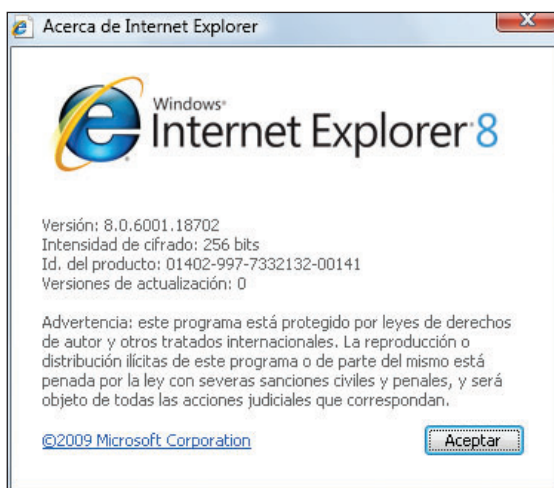 Acerca de Internet Explorer
Windows®
Internet Explorer 8
Versión: 8.0.6001.18702
Intensidad de cifrado: 256 bits
Id. del producto: 01402-997-7332132-00141
Versiones de actualización: 0
Advertencia: este programa está protegido por leyes de derechos
de autor y otros tratados internacionales. La reproducción o
distribución ilícitas de este programa o de parte del mismo está
penada por la ley con severas sanciones civiles y penales, y será
objeto de todas las acciones judiciales que correspondan.
©2009 Microsoft Corporation
Aceptar